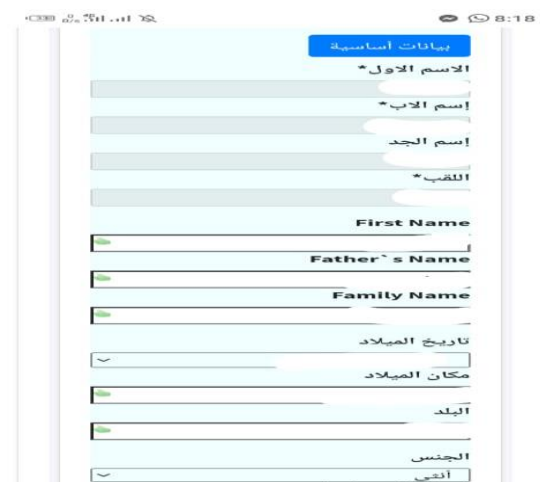 8:18
بيانات أساسية
الاسم الاول*
إسم الاب*
إسم الجد
اللقب*
First Name
Father`s Name
Family Name
تاريخ الميلاد
مكان الميلاد
البلد
الجنس
أنثى